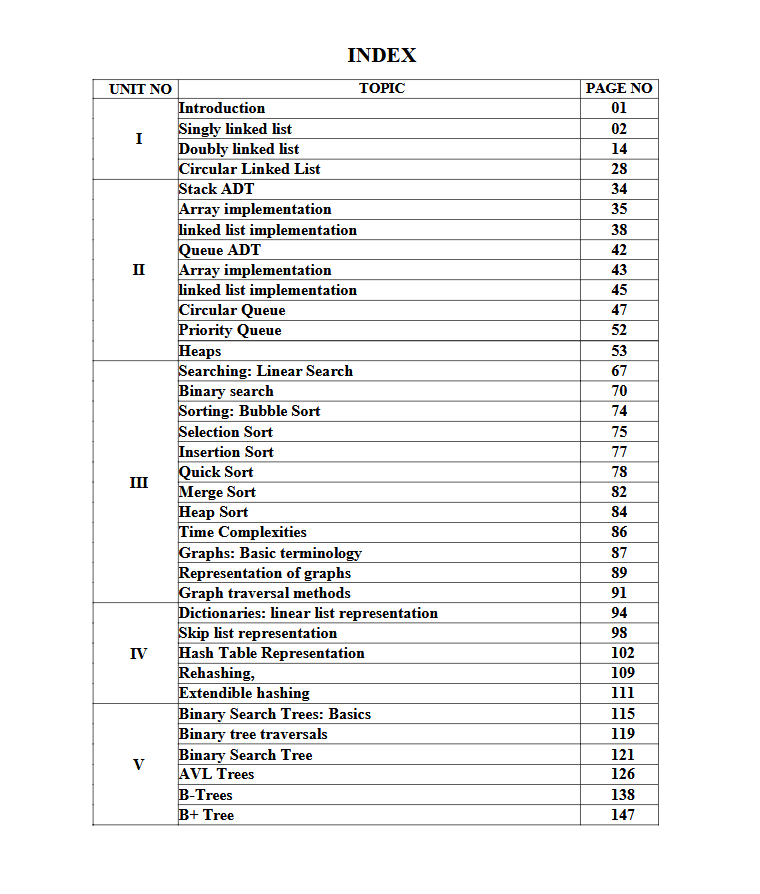 INDEX
UNIT NO TOPIC PAGE NO
I
Introduction 01
Singly linked list 02
Doubly linked list 14
Circular Linked List 28
II
Stack ADT 34
Array implementation 35
linked list implementation 38
Queue ADT 42
Array implementation 43
linked list implementation 45
Circular Queue 47
Priority Queue 52
Heaps 53
III
Searching: Linear Search 67
Binary search 70
Sorting: Bubble Sort 74
Selection Sort 75
Insertion Sort 77
Quick Sort 78
Merge Sort 82
Heap Sort 84
Time Complexities 86
Graphs: Basic terminology 87
Representation of graphs 89
Graph traversal methods 91
IV
Dictionaries: linear list representation 94
Skip list representation 98
Hash Table Representation 102
Rehashing, 109
Extendible hashing 111
V
Binary Search Trees: Basics 115
Binary tree traversals 119
Binary Search Tree 121
AVL Trees 126
B-Trees 138
B+ Tree 147